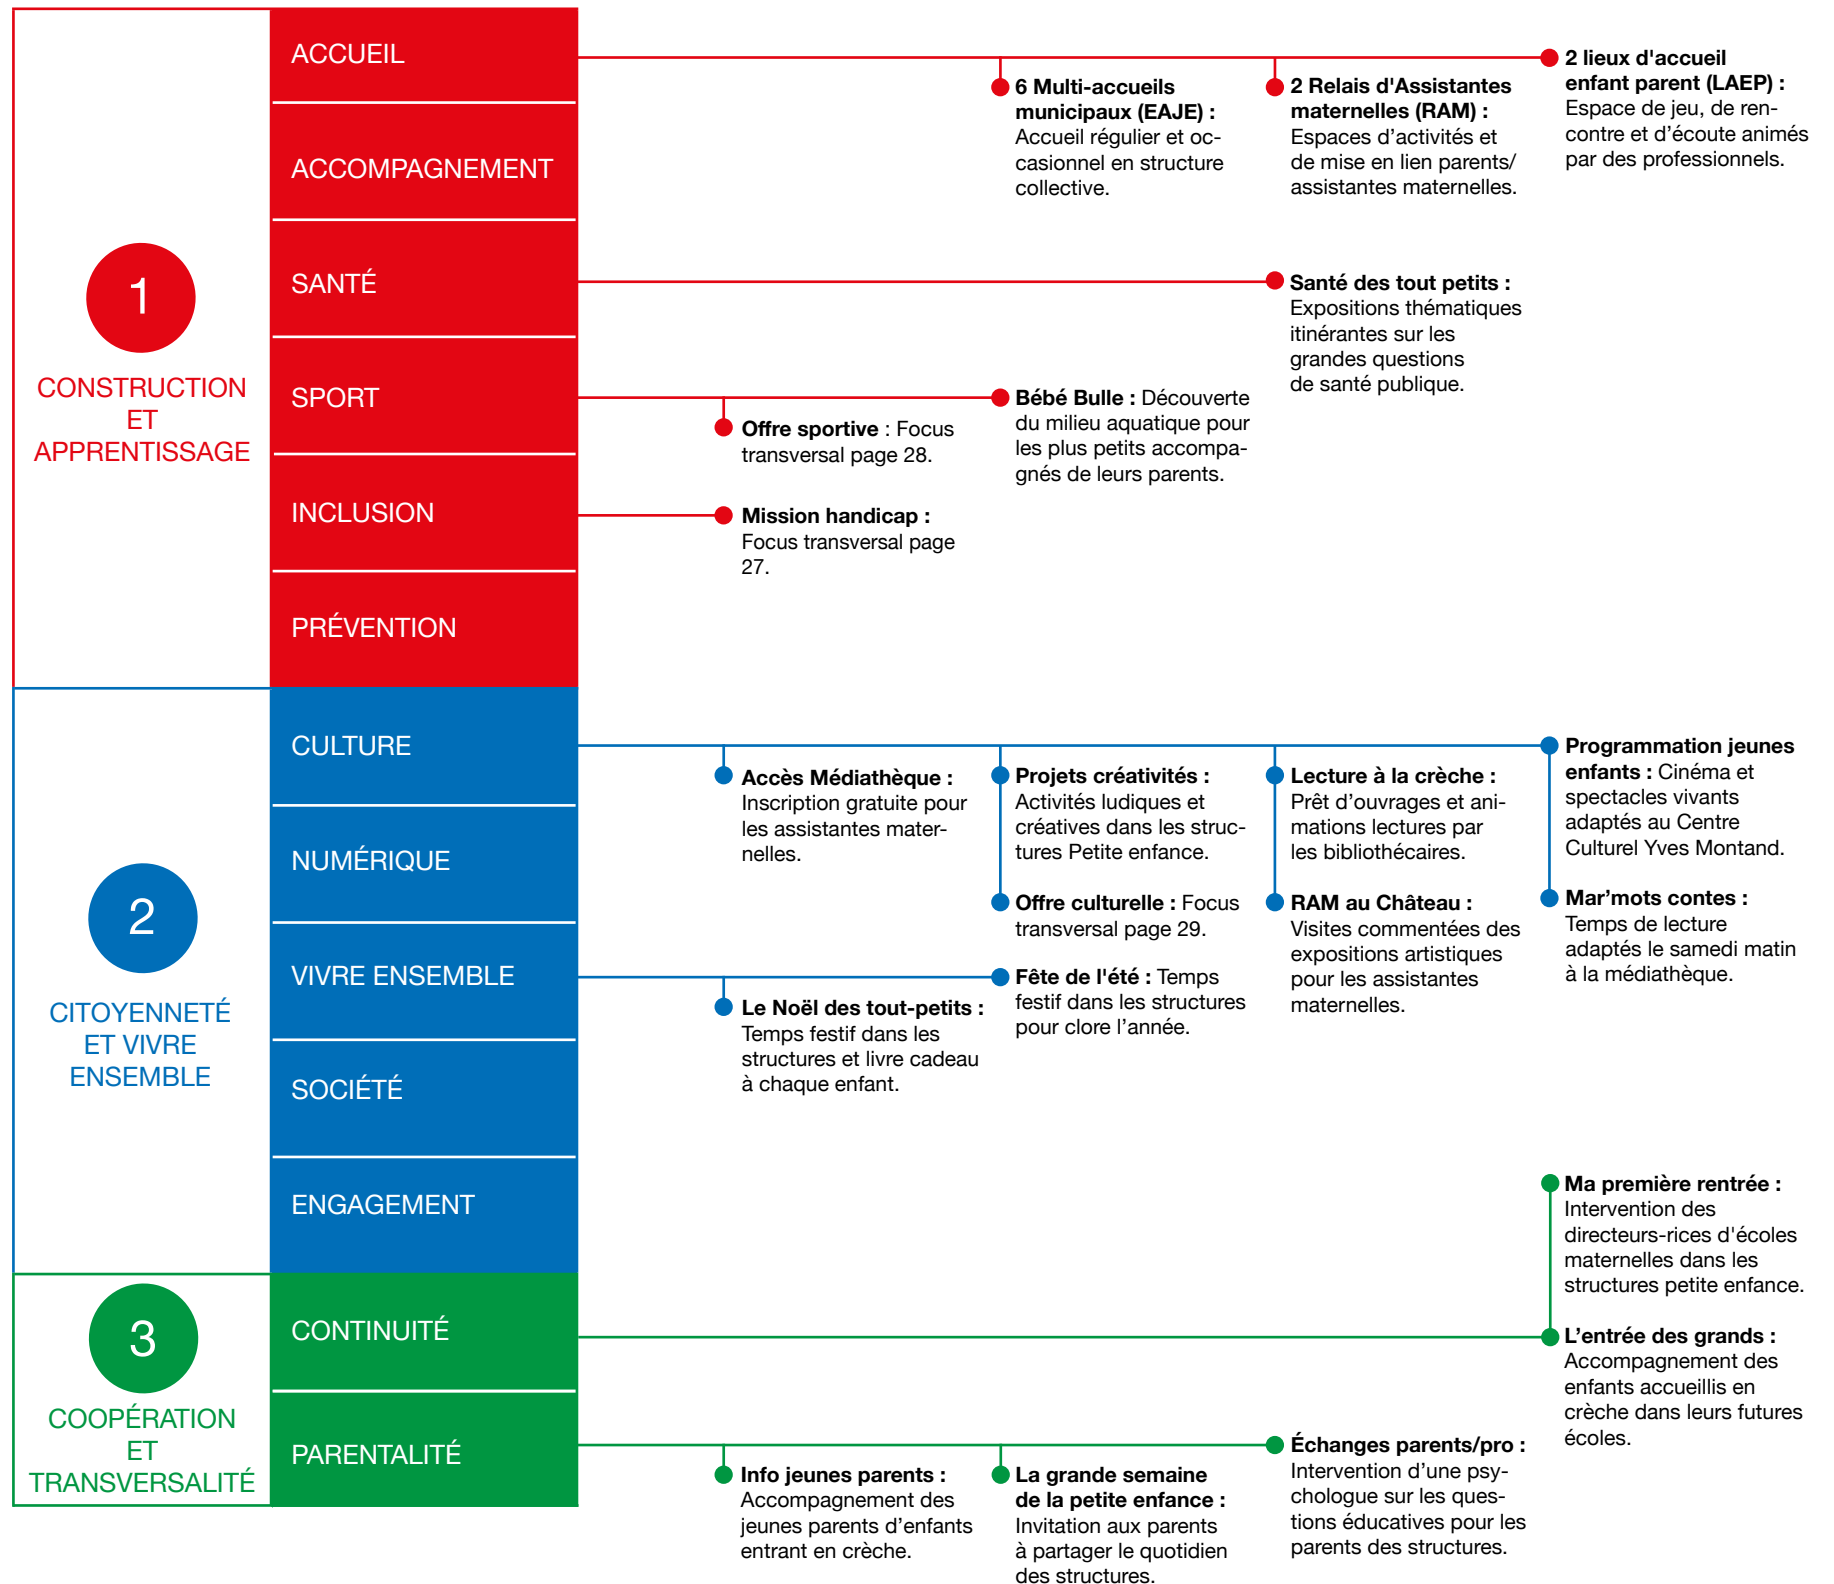 1
CONSTRUCTION
ET
APPRENTISSAGE
ACCUEIL
6 Multi-accueils
municipaux (EAJE) :
Accueil régulier et oc-
casionnel en structure
collective.
2 Relais d'Assistantes
maternelles (RAM) :
Espaces d’activités et
de mise en lien parents/
assistantes maternelles.
2 lieux d'accueil
enfant parent (LAEP) :
Espace de jeu, de ren-
contre et d’écoute animés
par des professionnels.
ACCOMPAGNEMENT
SANTÉ
Santé des tout petits :
Expositions thématiques
itinérantes sur les
grandes questions
de santé publique.
SPORT
Offre sportive : Focus
transversal page 28.
Bébé Bulle : Découverte
du milieu aquatique pour
les plus petits accompa-
gnés de leurs parents.
INCLUSION
Mission handicap :
Focus transversal page
27.
PRÉVENTION
2
CITOYENNETÉ
ET VIVRE
ENSEMBLE
CULTURE
Accès Médiathèque :
Inscription gratuite pour
les assistantes mater-
nelles.
Projets créativités :
Activités ludiques et
créatives dans les struc-
tures Petite enfance.
Offre culturelle : Focus
transversal page 29.
Lecture à la crèche :
Prêt d’ouvrages et ani-
mations lectures par
les bibliothécaires.
RAM au Château :
Visites commentées des
expositions artistiques
pour les assistantes
maternelles.
Programmation jeunes
enfants : Cinéma et
spectacles vivants
adaptés au Centre
Culturel Yves Montand.
Mar’mots contes :
Temps de lecture
adaptés le samedi matin
à la médiathèque.
NUMÉRIQUE
VIVRE ENSEMBLE
Le Noël des tout-petits :
Temps festif dans les
structures et livre cadeau
à chaque enfant.
Fête de l'été : Temps
festif dans les structures
pour clore l’année.
SOCIÉTÉ
ENGAGEMENT
3
COOPÉRATION
ET
TRANSVERSALITÉ
CONTINUITÉ
Ma première rentrée :
Intervention des
directeurs-rices d'écoles
maternelles dans les
structures petite enfance.
L’entrée des grands :
Accompagnement des
enfants accueillis en
crèche dans leurs futures
écoles.
PARENTALITÉ
Info jeunes parents :
Accompagnement des
jeunes parents d’enfants
entrant en crèche.
La grande semaine
de la petite enfance :
Invitation aux parents
à partager le quotidien
des structures.
Échanges parents/pro :
Intervention d’une psy-
chologue sur les ques-
tions éducatives pour les
parents des structures.